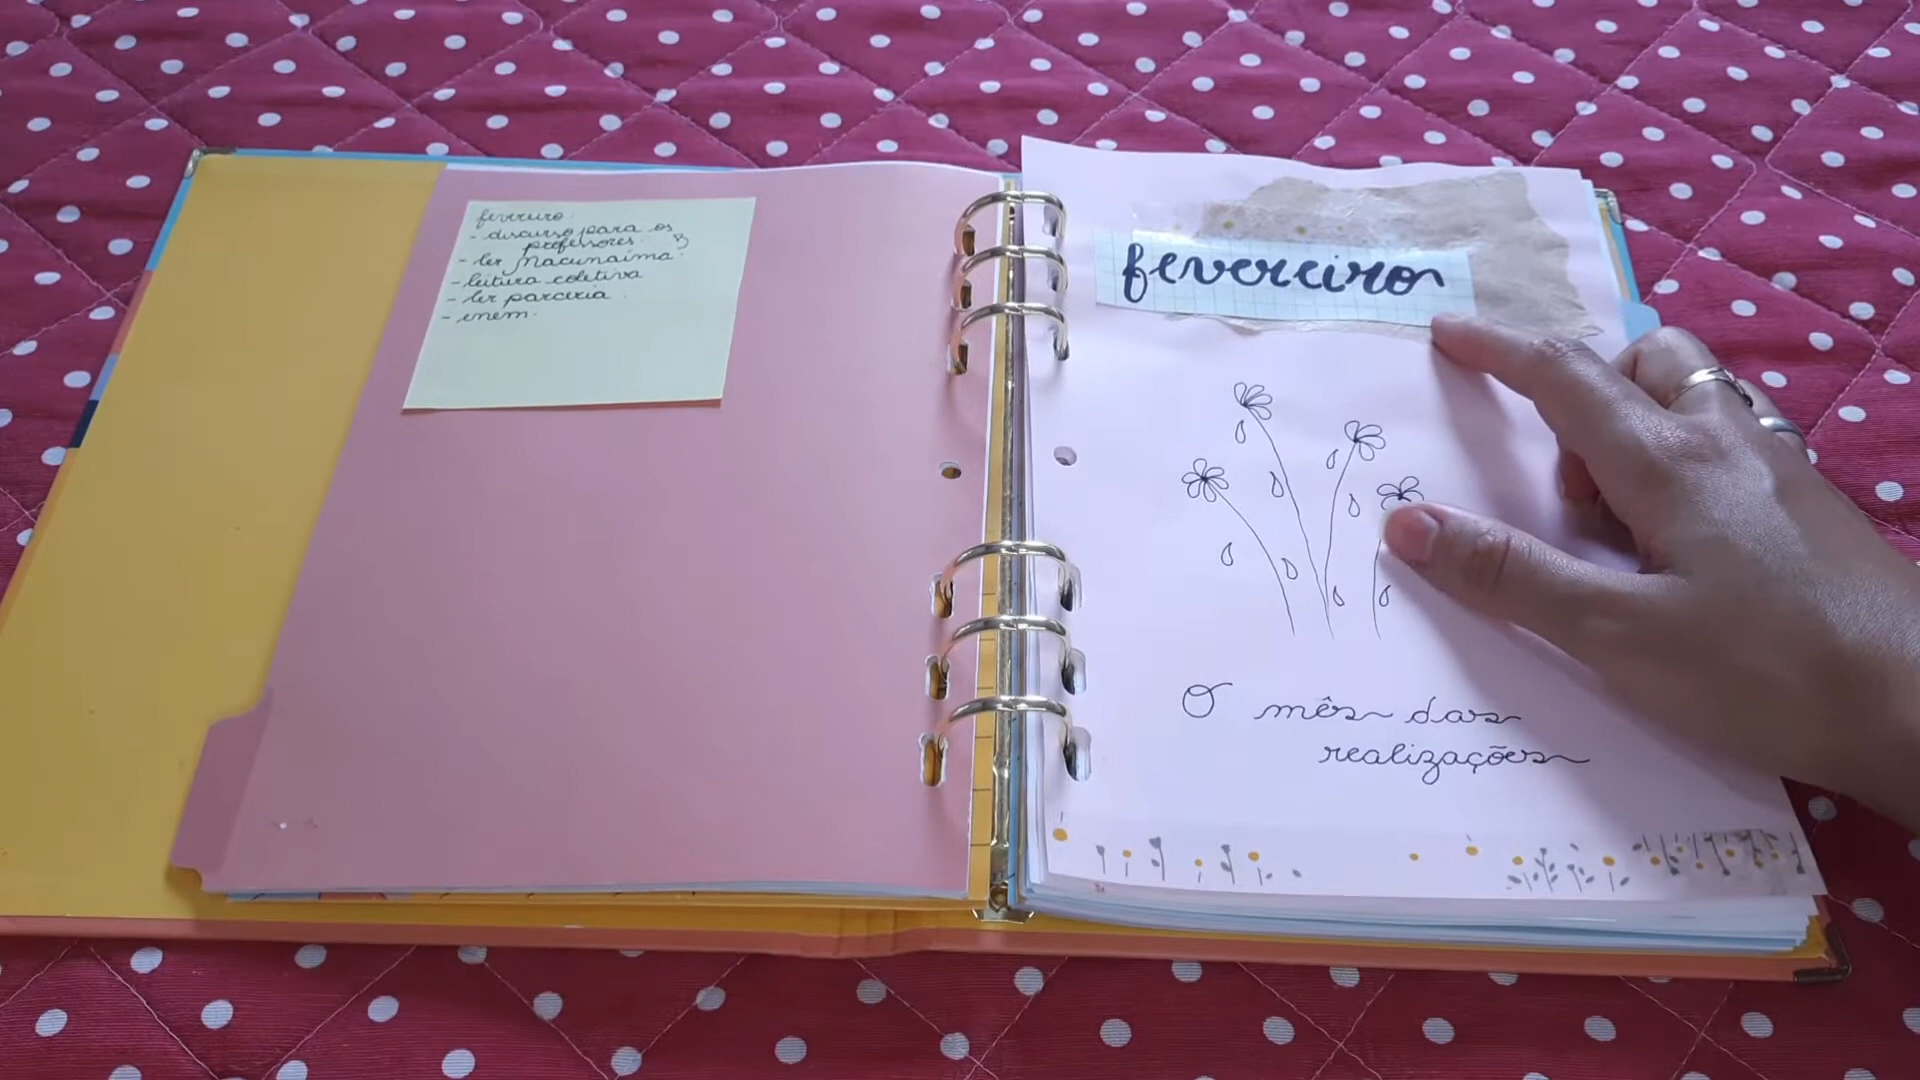 fevereiro:
- discurso para os
professores.
- ler Macunaíma.
- leitura coletiva
- ler parceria.
- enem.
fevereiro
O mês das
realizações